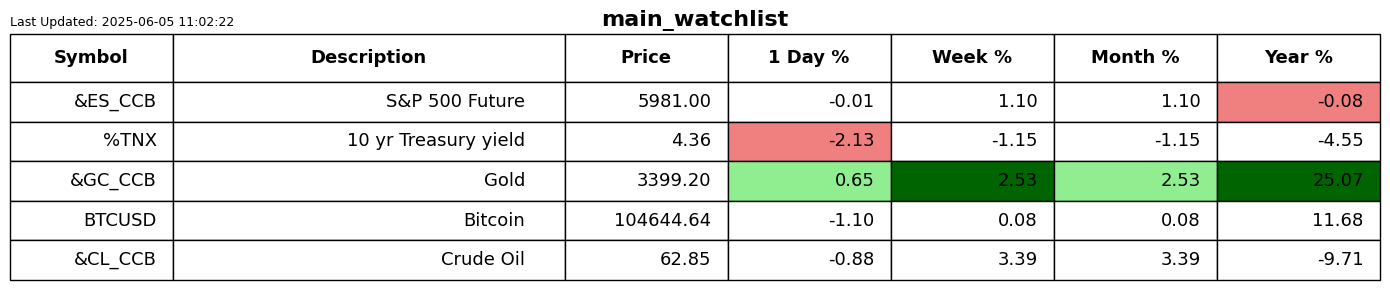 Last Updated: 2025-06-05 11:02:22
main_watchlist
Symbol Description Price 1 Day % Week % Month % Year %
&ES_CCB S&P 500 Future 5981.00 -0.01 1.10 1.10 -0.08
%TNX 10 yr Treasury yield 4.36 -2.13 -1.15 -1.15 -4.55
&GC_CCB Gold 3399.20 0.65 2.53 2.53 25.07
BTCUSD Bitcoin 104644.64 -1.10 0.08 0.08 11.68
&CL_CCB Crude Oil 62.85 -0.88 3.39 3.39 -9.71